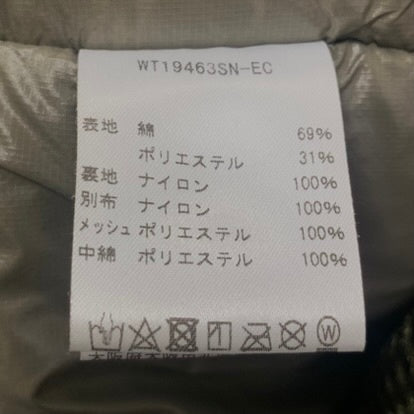 WT19463SN-EC
表地 綿 69%
ポリエステル 31%
裏地 ナイロン 100%
別布 ナイロン 100%
メッシュ ポリエステル 100%
中綿 ポリエステル 100%
W